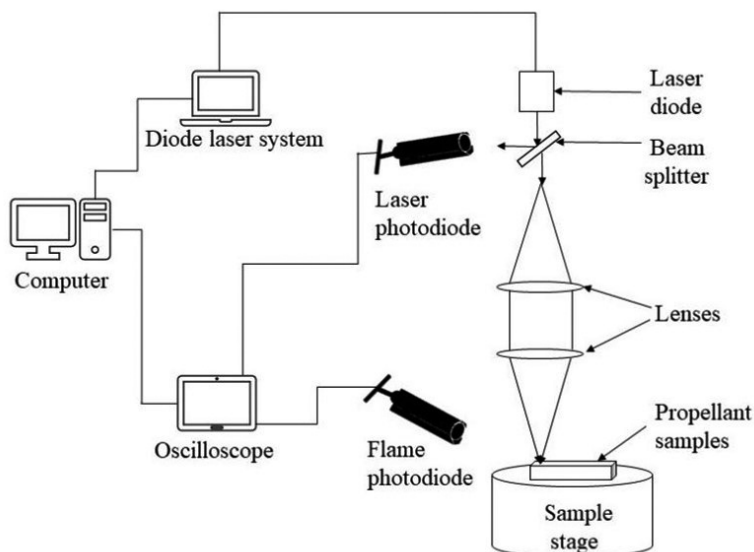 Laser
diode
Diode laser system
Beam
splitter
Laser
photodiode
Computer
Lenses
Propellant
samples
Oscilloscope
Flame
photodiode
Sample
stage